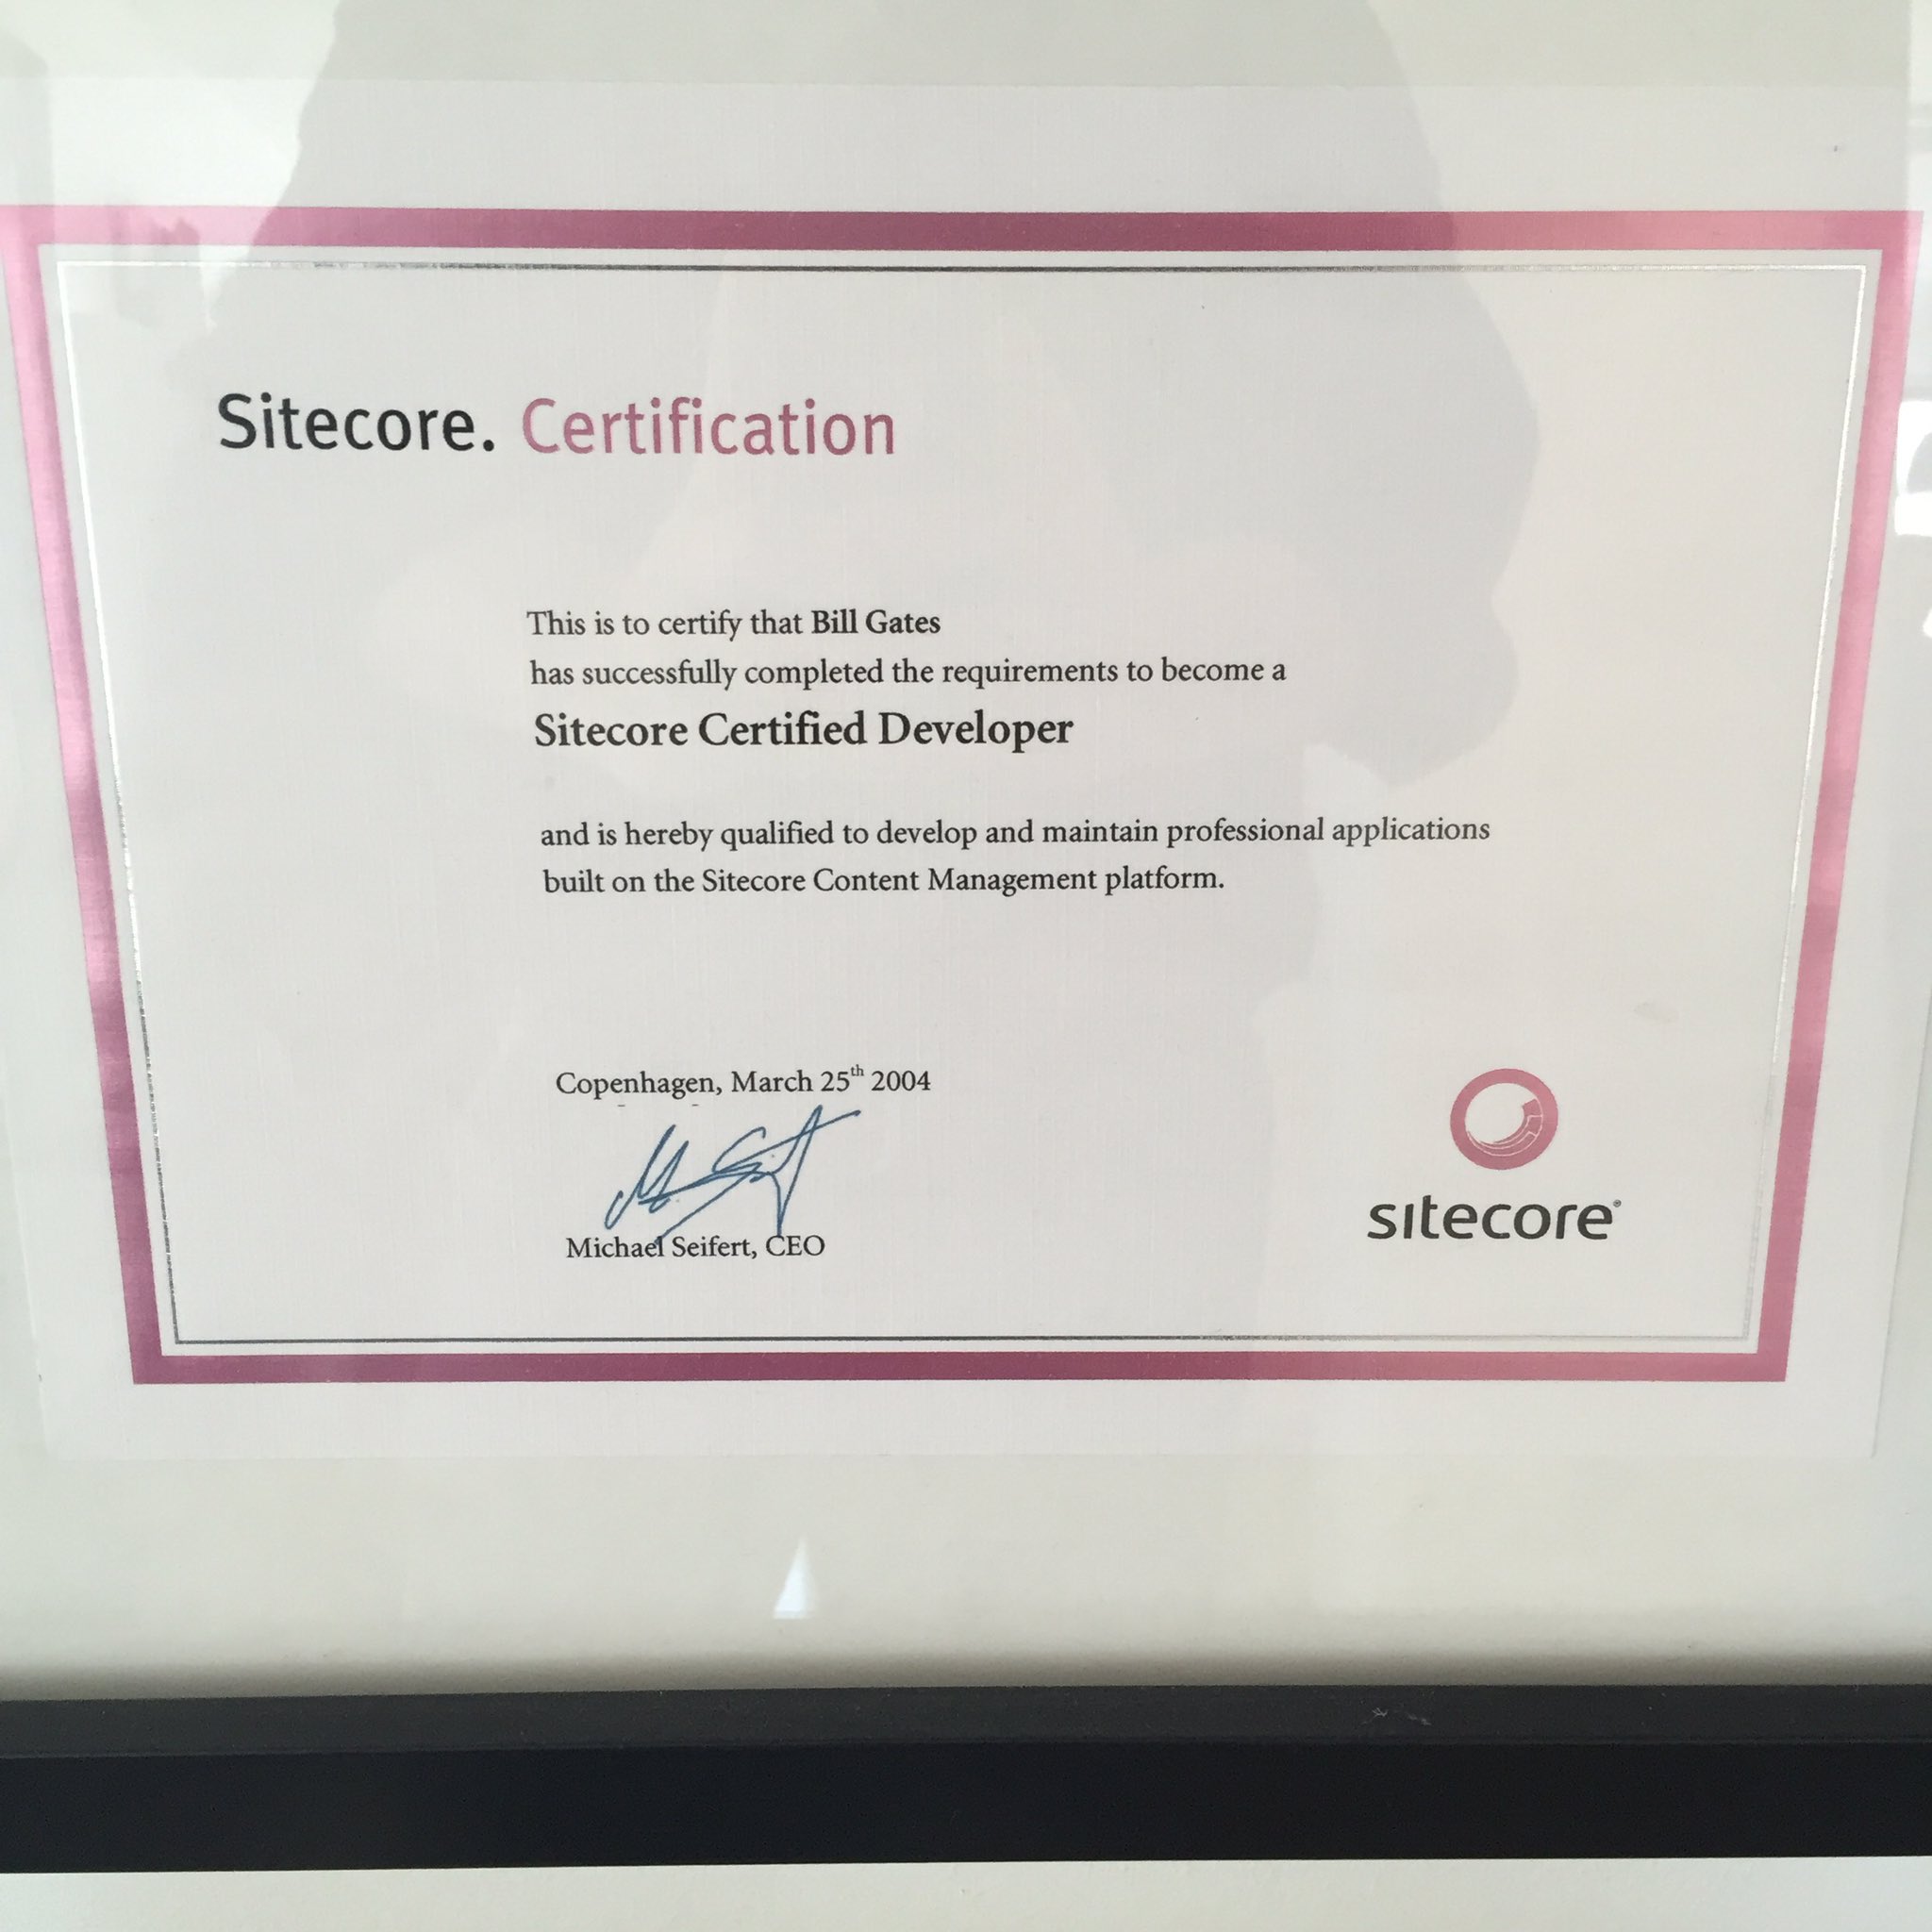 Sitecore. Certification
This is to certify that Bill Gates
has successfully completed the requirements to become a
Sitecore Certified Developer
and is hereby qualified to develop and maintain professional applications
built on the Sitecore Content Management platform.
Copenhagen, March 25th 2004
Michael Seifert, CEO
sitecore®